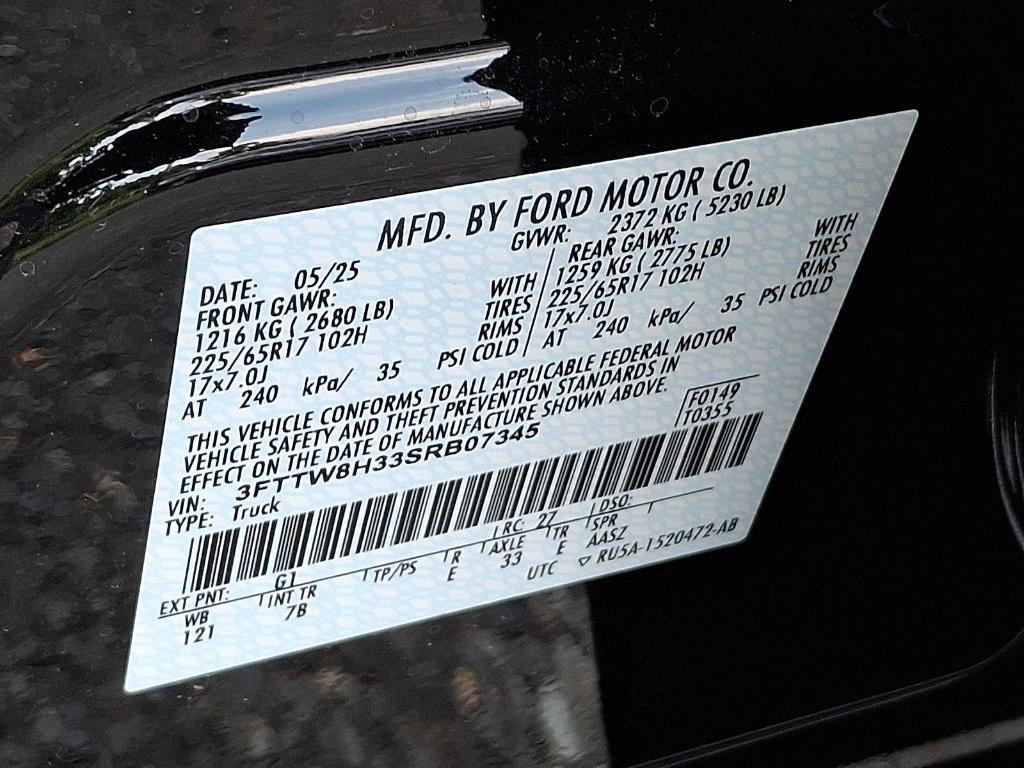 MFD. BY FORD MOTOR CO.
DATE: 05/25 GVWR: 2372 KG ( 5230 LB)
FRONT GAWR: REAR GAWR:
1216 KG ( 2680 LB) WITH 1259 KG ( 2775 LB) WITH
225/65R17 102H TIRES 225/65R17 102H TIRES
17x7.0J RIMS 17x7.0J RIMS
AT 240 kPa/ 35 PSI COLD AT 240 kPa/ 35 PSI COLD
THIS VEHICLE CONFORMS TO ALL APPLICABLE FEDERAL MOTOR
VEHICLE SAFETY AND THEFT PREVENTION STANDARDS IN
EFFECT ON THE DATE OF MANUFACTURE SHOWN ABOVE.
VIN: 3FTTW8H33SRB07345 F0149
TYPE: Truck T0355
EXT PNT: G1 RC: 27 DSO:
WB INT TR TP/PS R AXLE TR SPR
121 7B E 33 E AASZ
UTC ▽ RU5A-1520472-AB